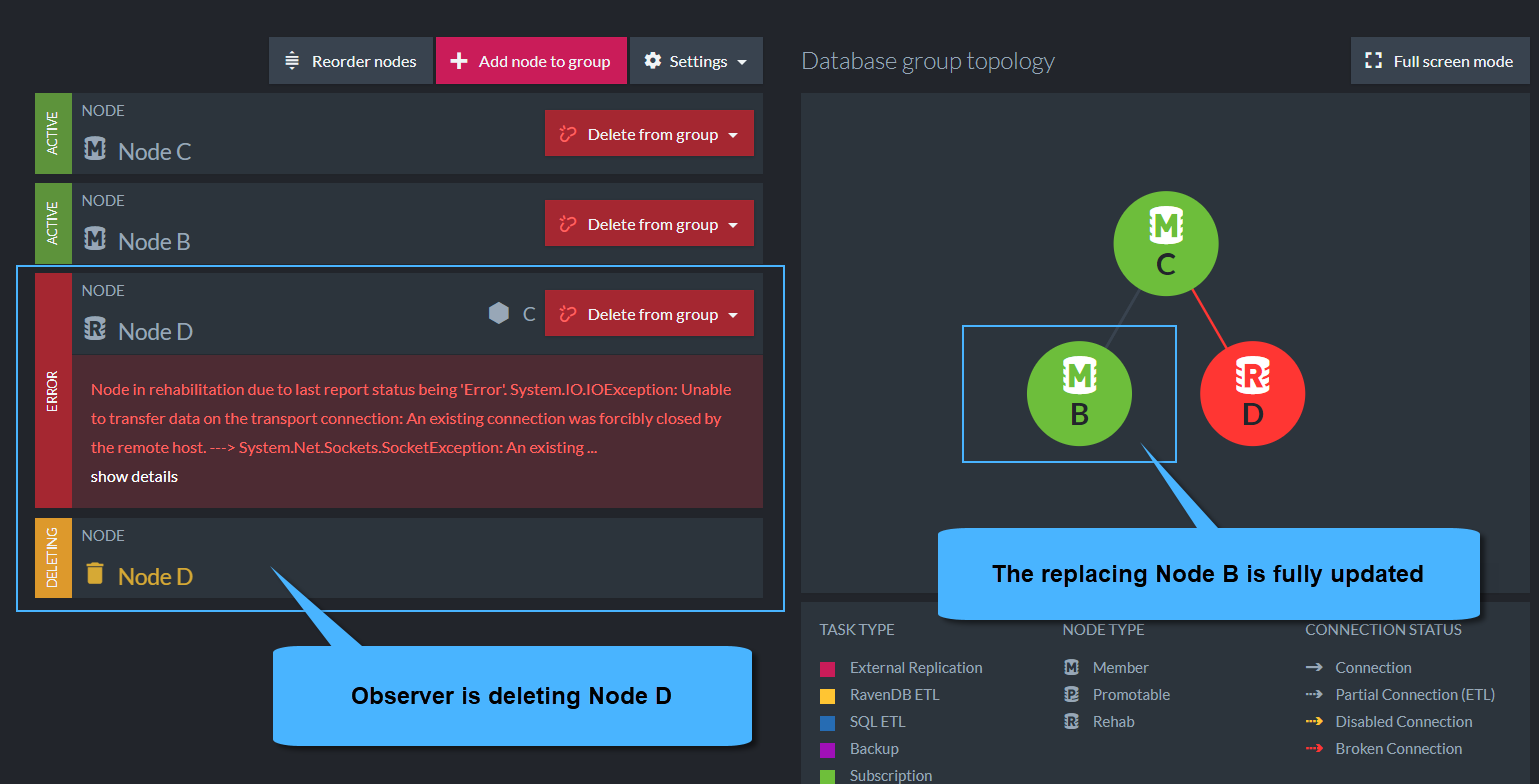 Reorder nodes
Add node to group
Settings
ACTIVE
NODE
M
Node C
Delete from group
ACTIVE
NODE
M
Node B
Delete from group
ERROR
NODE
R
Node D
C
Delete from group
Node in rehabilitation due to last report status being 'Error'. System.IO.IOException: Unable
to transfer data on the transport connection: An existing connection was forcibly closed by
the remote host. ---> System.Net.Sockets.SocketException: An existing ...
show details
DELETING
NODE
Node D
Observer is deleting Node D
Database group topology
Full screen mode
M
C
M
B
R
D
The replacing Node B is fully updated
TASK TYPE
External Replication
RavenDB ETL
SQL ETL
Backup
Subscription
NODE TYPE
M Member
P Promotable
R Rehab
CONNECTION STATUS
Connection
Partial Connection (ETL)
Disabled Connection
Broken Connection